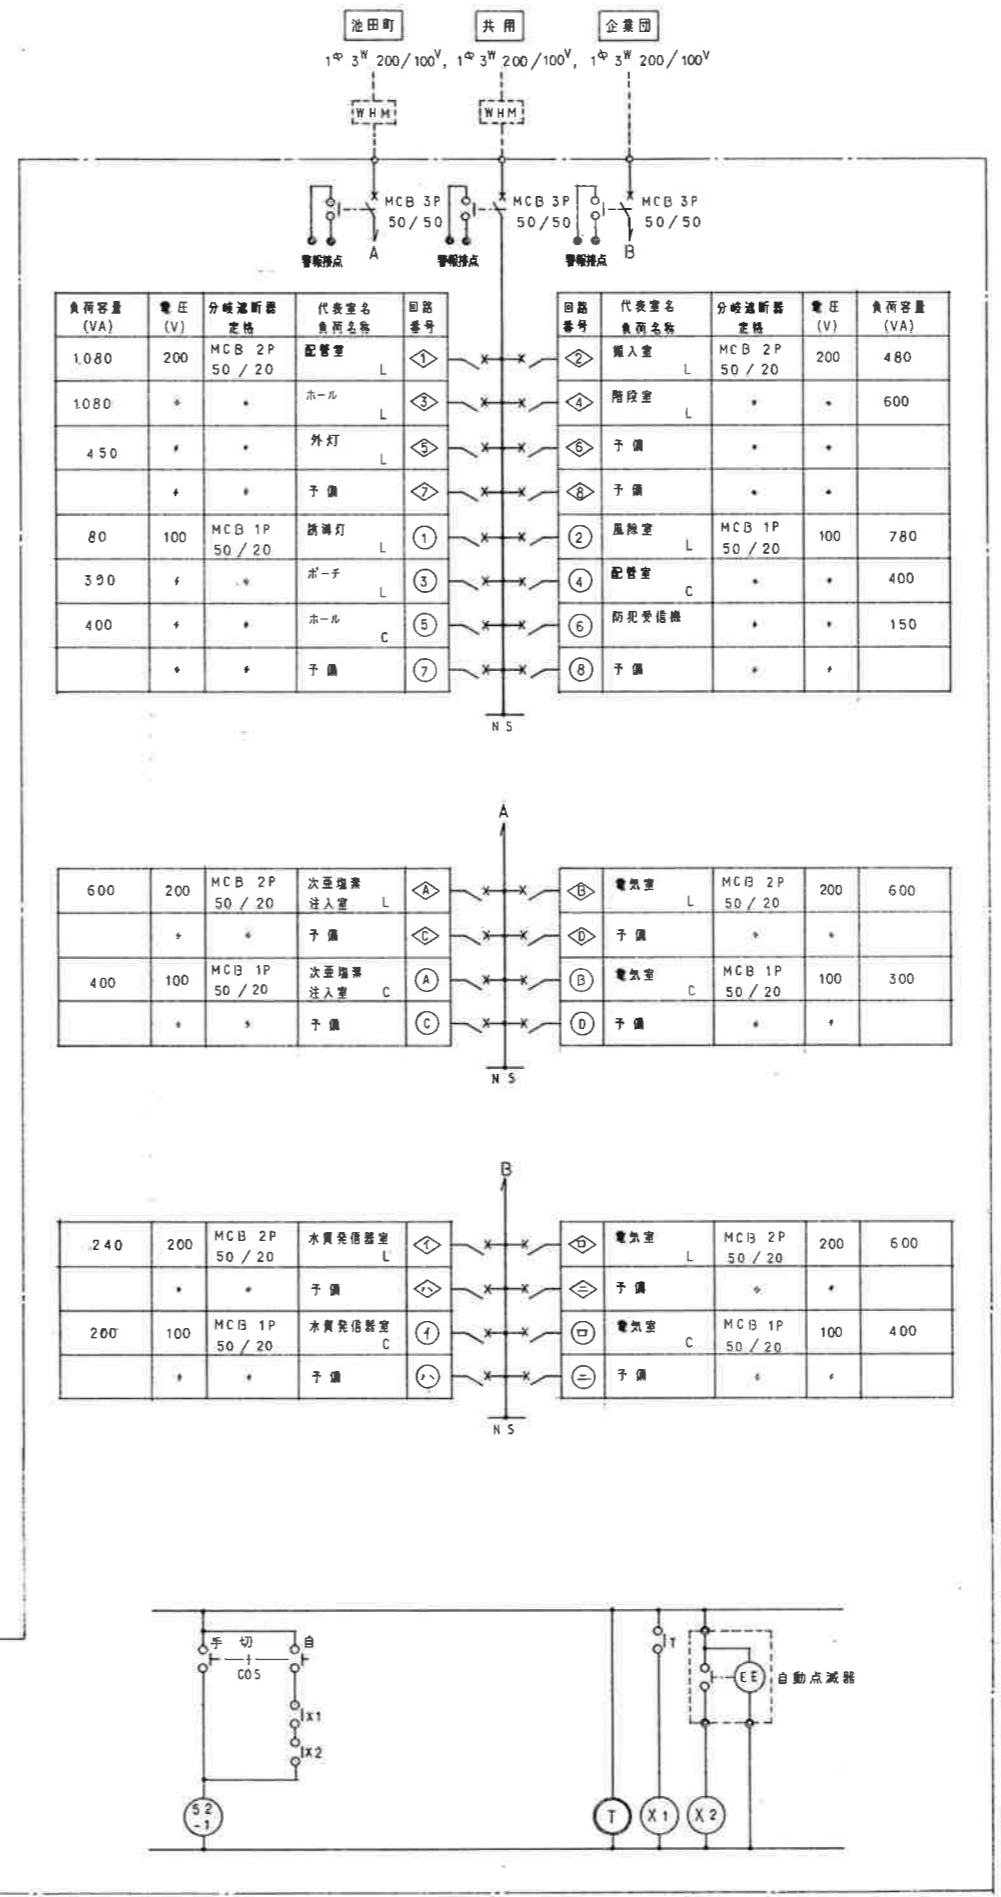 池田町 共用 企業団
1φ 3W 200/100V, 1φ 3W 200/100V, 1φ 3W 200/100V
WHM WHM
MCB 3P MCB 3P MCB 3P
50/50 50/50 50/50
警報接点 A 警報接点 警報接点 B
負荷容量 電圧 分岐遮断器 代表室名 回路 回路 代表室名 分岐遮断器 電圧 負荷容量
(VA) (V) 定格 負荷名称 番号 番号 負荷名称 定格 (V) (VA)
1,080 200 MCB 2P 配管室 1 2 搬入室 MCB 2P 200 480
50 / 20 L L 50 / 20
1,080 〃 〃 ホール 3 4 階段室 〃 〃 600
L L
450 〃 〃 外灯 5 6 予備 〃 〃
L
〃 〃 予備 7 8 予備 〃 〃
80 100 MCB 1P 誘導灯 1 2 風除室 MCB 1P 100 780
50 / 20 L L 50 / 20
390 〃 〃 ポーチ 3 4 配管室 〃 〃 400
L C
400 〃 〃 ホール 5 6 防犯受信機 〃 〃 150
C
〃 〃 予備 7 8 予備 〃 〃
NS
A
600 200 MCB 2P 次亜塩素 A B 電気室 MCB 2P 200 600
50 / 20 注入室 L L 50 / 20
〃 〃 予備 C D 予備 〃 〃
400 100 MCB 1P 次亜塩素 A B 電気室 MCB 1P 100 300
50 / 20 注入室 C C 50 / 20
〃 〃 予備 C D 予備 〃 〃
NS
B
240 200 MCB 2P 水質発信器室 イ ロ 電気室 MCB 2P 200 600
50 / 20 L L 50 / 20
〃 〃 予備 ハ ニ 予備 〃 〃
200 100 MCB 1P 水質発信器室 イ ロ 電気室 MCB 1P 100 400
50 / 20 C C 50 / 20
〃 〃 予備 ハ ニ 予備 〃 〃
NS
手 切 自
COS
T
EE 自動点滅器
X1
X2
52
-1
T X1 X2